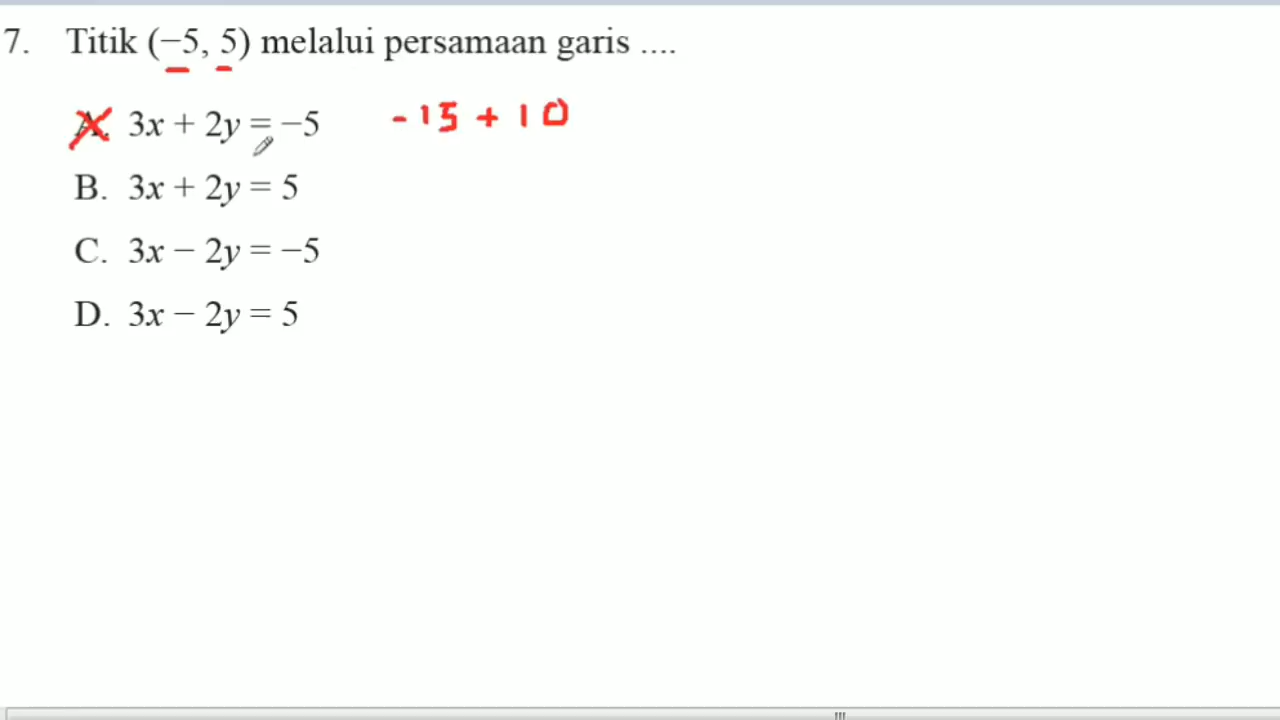 7. Titik (−5, 5) melalui persamaan garis ....
A. 3x + 2y = −5 -15 + 10
B. 3x + 2y = 5
C. 3x − 2y = −5
D. 3x − 2y = 5